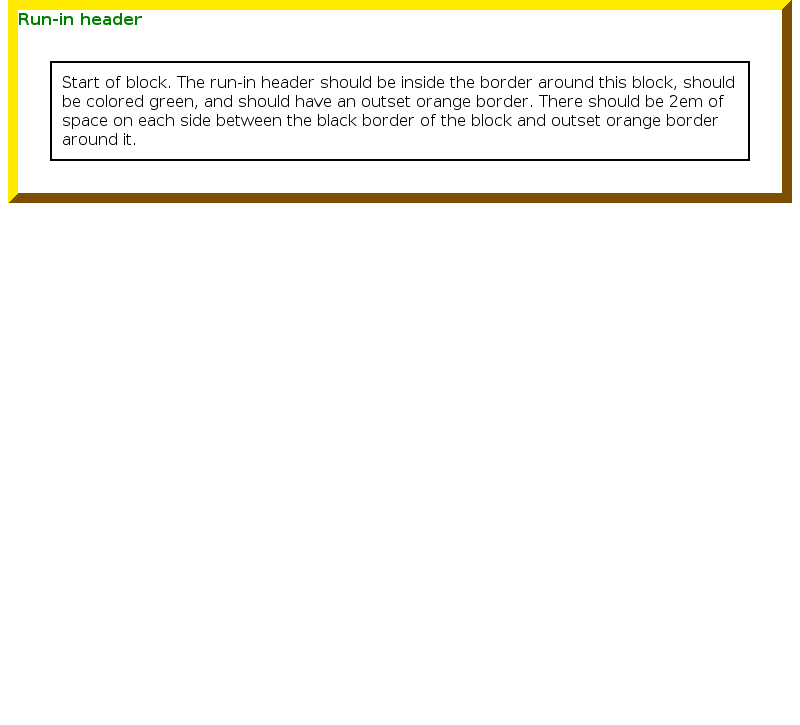 Run-in header
Start of block. The run-in header should be inside the border around this block, should
be colored green, and should have an outset orange border. There should be 2em of
space on each side between the black border of the block and outset orange border
around it.